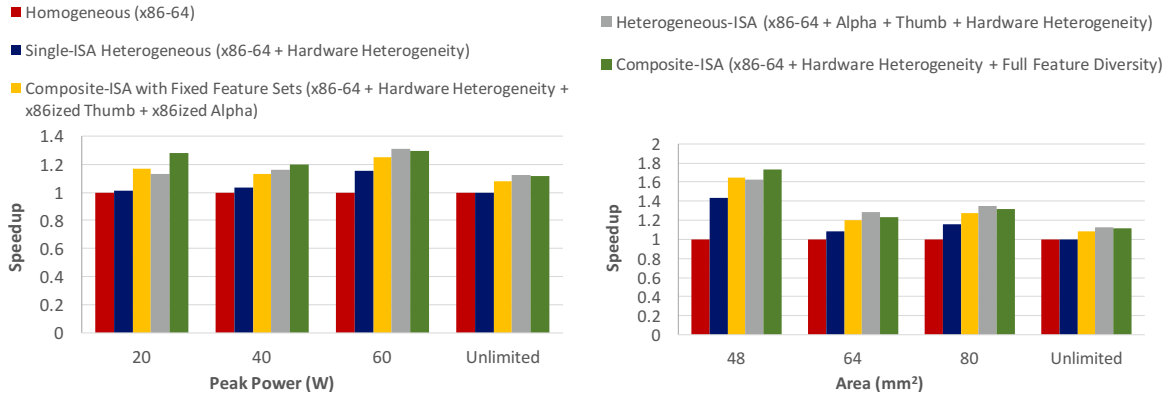 Homogeneous (x86-64)
Single-ISA Heterogeneous (x86-64 + Hardware Heterogeneity)
Composite-ISA with Fixed Feature Sets (x86-64 + Hardware Heterogeneity +
x86ized Thumb + x86ized Alpha)
Heterogeneous-ISA (x86-64 + Alpha + Thumb + Hardware Heterogeneity)
Composite-ISA (x86-64 + Hardware Heterogeneity + Full Feature Diversity)
1.4
1.2
1
0.8
0.6
0.4
0.2
0
Speedup
20 40 60 Unlimited
Peak Power (W)
2
1.8
1.6
1.4
1.2
1
0.8
0.6
0.4
0.2
0
Speedup
48 64 80 Unlimited
Area (mm²)